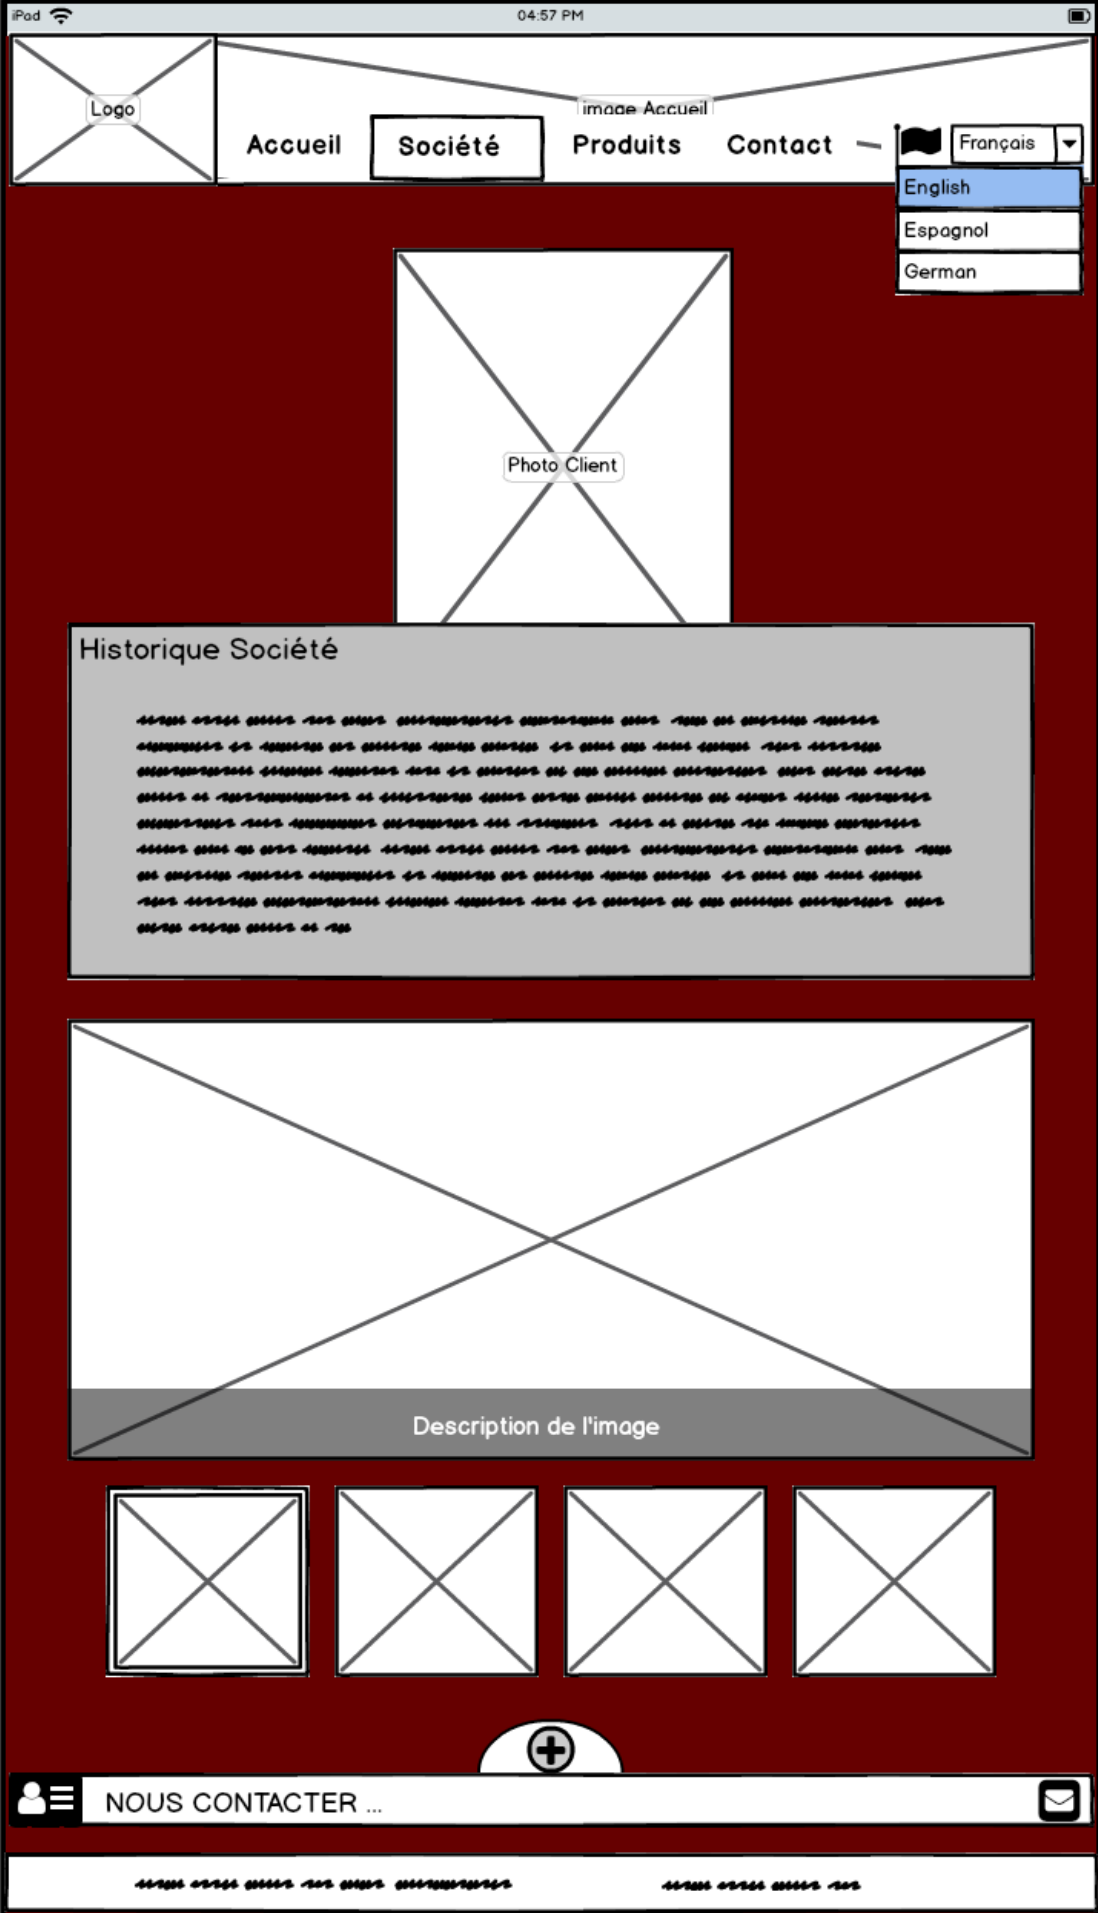 iPad 04:57 PM
Logo
image Accueil
Accueil Société Produits Contact Français
English
Espagnol
German
Photo Client
Historique Société
Description de l'image
NOUS CONTACTER ...